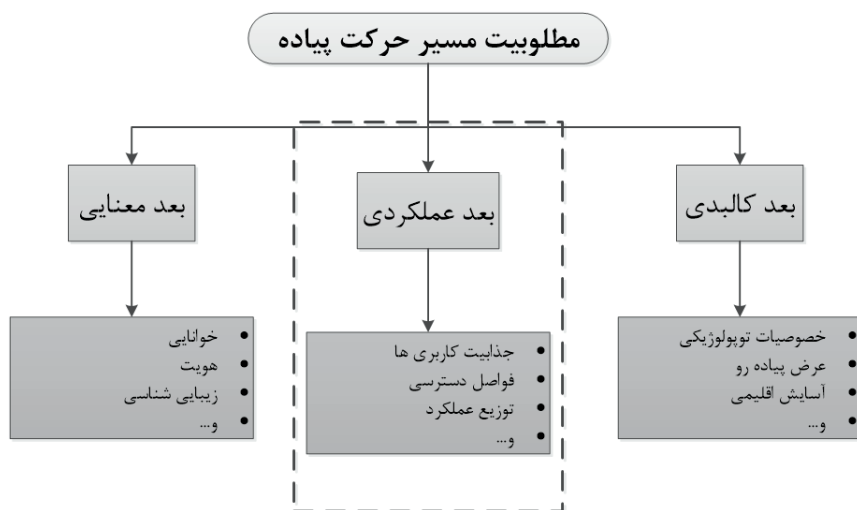 مطلوبیت مسیر حرکت پیاده
بعد کالبدی
خصوصیات توپولوژیکی
عرض پیاده رو
آسایش اقلیمی
و...
بعد عملکردی
جذابیت کاربری ها
فواصل دسترسی
توزیع عملکرد
و...
بعد معنایی
خوانایی
هویت
زیبایی شناسی
و...